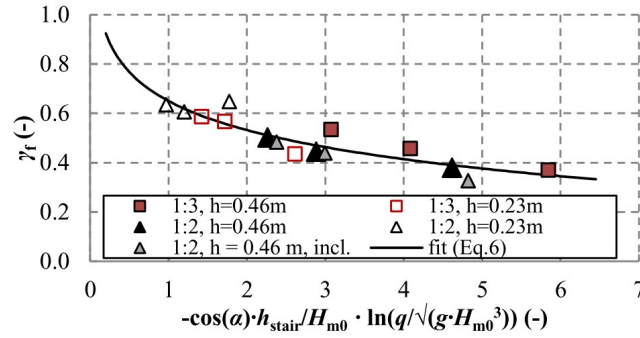 1.0
0.8
0.6
0.4
0.2
0.0
γf (-)
1:3, h=0.46m
1:3, h=0.23m
1:2, h=0.46m
1:2, h=0.23m
1:2, h = 0.46 m, incl.
fit (Eq.6)
0 1 2 3 4 5 6 7
-cos(α)·hstair/Hm0 · ln(q/√(g·Hm0³)) (-)